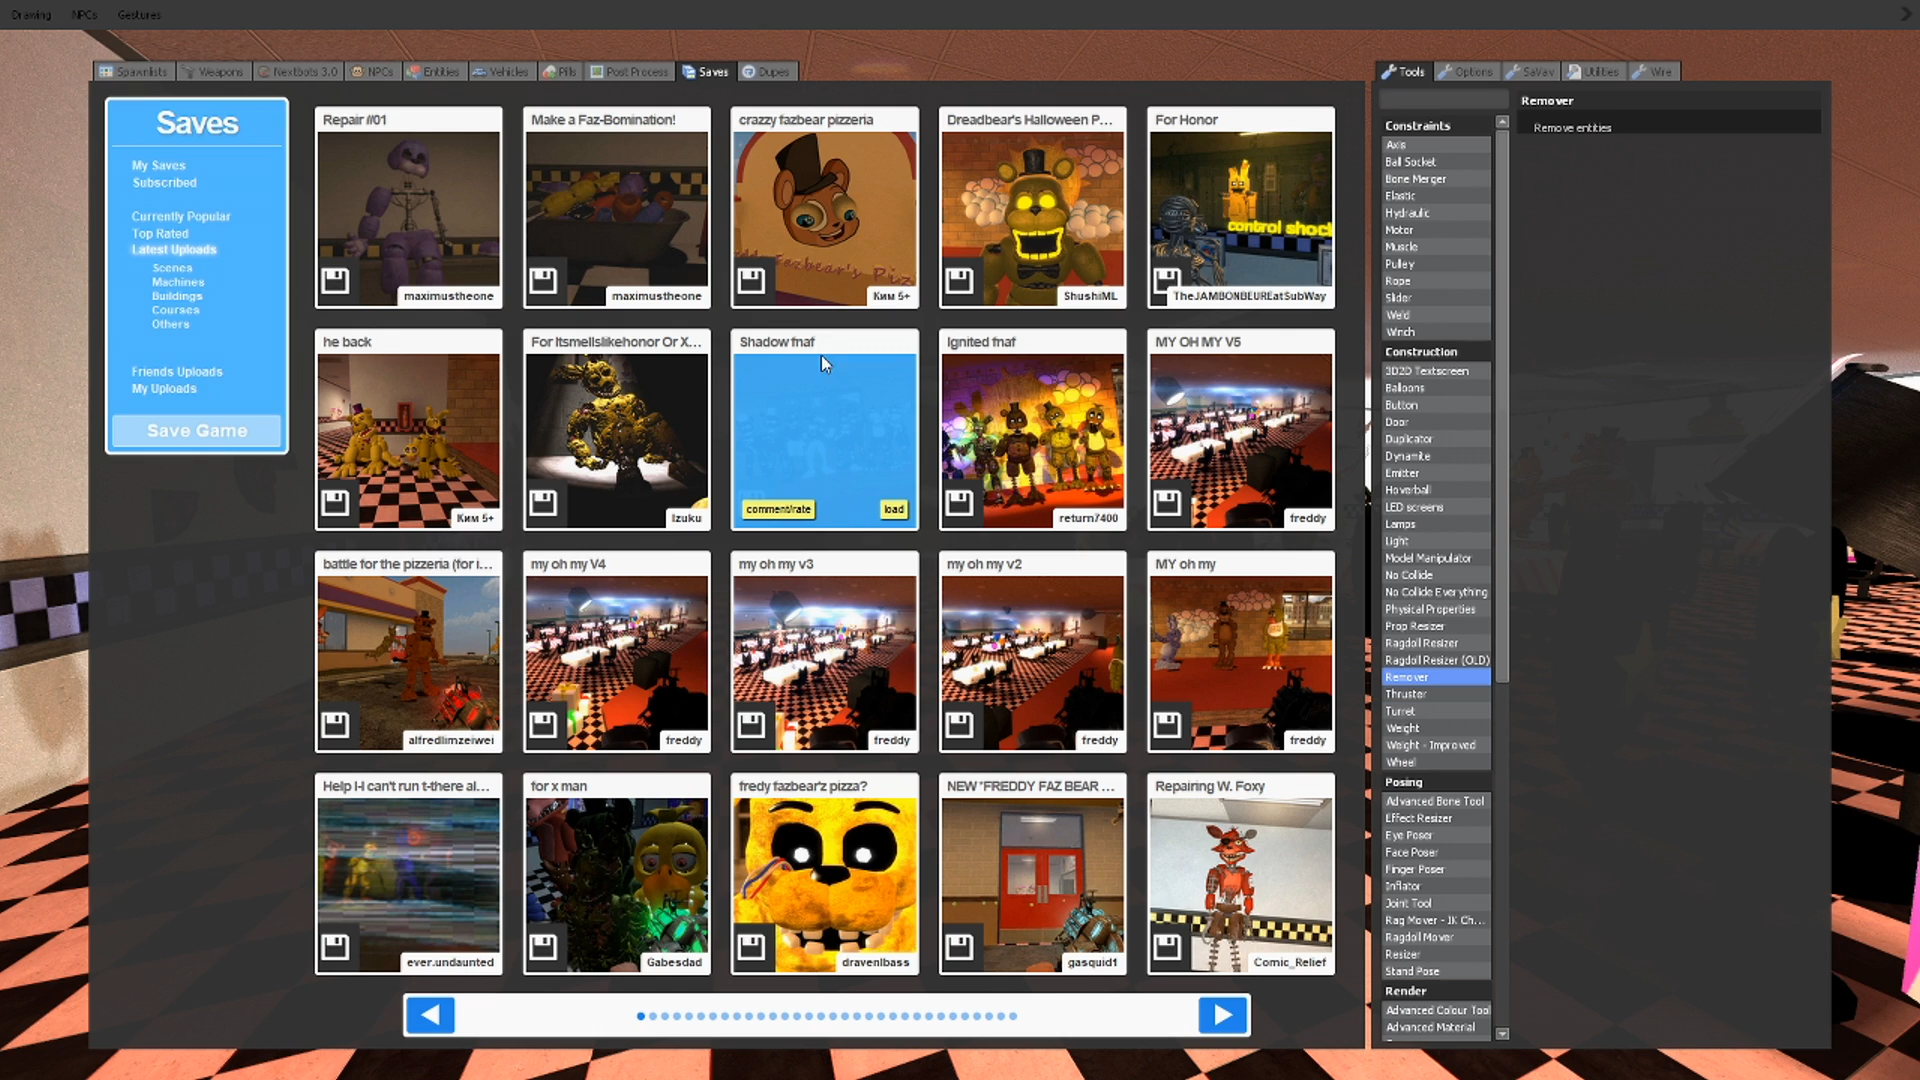 Drawing NPCs Gestures
Spawnlists Weapons Nextbots 3.0 NPCs Entities Vehicles Pills Post Process Saves Dupes
Saves
My Saves
Subscribed
Currently Popular
Top Rated
Latest Uploads
Scenes
Machines
Buildings
Courses
Others
Friends Uploads
My Uploads
Save Game
Repair //01
maximustheone
Make a Faz-Bomination!
maximustheone
crazzy fazbear pizzeria
Ким 5+
Dreadbear's Halloween P...
ShushiML
For Honor
control shock
TheJAMBONBEUREatSubWay
he back
Ким 5+
For Itsmellslikehonor Or X...
Izuku
Shadow fnaf
comment/rate load
Ignited fnaf
return7400
MY OH MY V5
freddy
battle for the pizzeria (for i...
alfredlimzeiwei
my oh my V4
freddy
my oh my v3
freddy
my oh my v2
freddy
MY oh my
freddy
Help I-I can't run t-there al...
ever.undaunted
for x man
Gabesdad
fredy fazbear'z pizza?
dravenlbass
NEW "FREDDY FAZ BEAR ...
gasquid1
Repairing W. Foxy
Comic_Relief
Tools Options SaVav Utilities Wire
Constraints
Axis
Ball Socket
Bone Merger
Elastic
Hydraulic
Motor
Muscle
Pulley
Rope
Slider
Weld
Winch
Construction
3D2D Textscreen
Balloons
Button
Door
Duplicator
Dynamite
Emitter
Hoverball
LED screens
Lamps
Light
Model Manipulator
No Collide
No Collide Everything
Physical Properties
Prop Resizer
Ragdoll Resizer
Ragdoll Resizer (OLD)
Remover
Thruster
Turret
Weight
Weight - Improved
Wheel
Posing
Advanced Bone Tool
Effect Resizer
Eye Poser
Face Poser
Finger Poser
Inflator
Joint Tool
Rag Mover - IK Ch...
Ragdoll Mover
Resizer
Stand Pose
Render
Advanced Colour Tool
Advanced Material
Remover
Remove entities